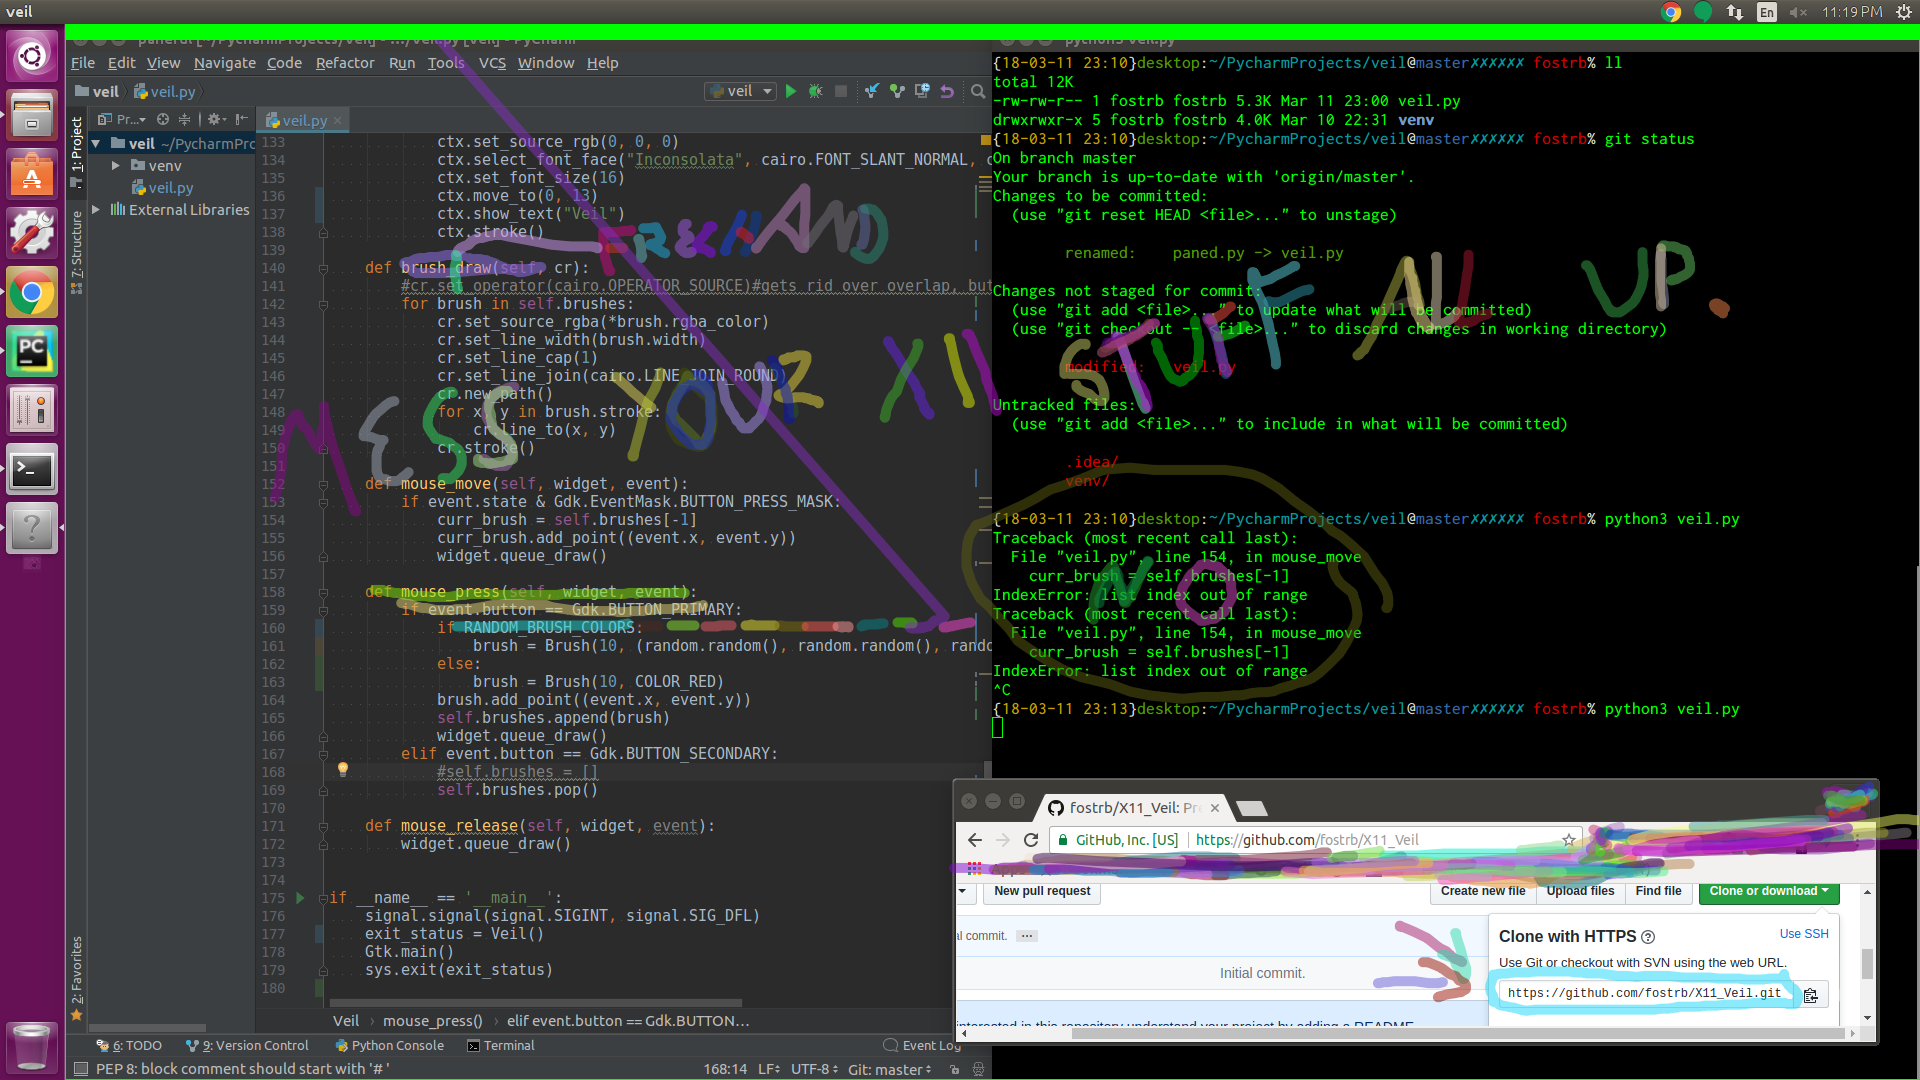 veil
En
11:19 PM
File Edit View Navigate Code Refactor Run Tools VCS Window Help
veil veil.py
veil
Pr...
veil.py
1: Project
7: Structure
2: Favorites
veil ~/PycharmPro
venv
veil.py
External Libraries
133 ctx.set_source_rgb(0, 0, 0)
134 ctx.select_font_face("Inconsolata", cairo.FONT_SLANT_NORMAL, c
135 ctx.set_font_size(16)
136 ctx.move_to(0, 13)
137 ctx.show_text("Veil")
138 ctx.stroke()
139
140 def brush_draw(self, cr):
141 #cr.set_operator(cairo.OPERATOR_SOURCE)#gets rid over overlap, but
142 for brush in self.brushes:
143 cr.set_source_rgba(*brush.rgba_color)
144 cr.set_line_width(brush.width)
145 cr.set_line_cap(1)
146 cr.set_line_join(cairo.LINE_JOIN_ROUND)
147 cr.new_path()
148 for x, y in brush.stroke:
149 cr.line_to(x, y)
150 cr.stroke()
151
152 def mouse_move(self, widget, event):
153 if event.state & Gdk.EventMask.BUTTON_PRESS_MASK:
154 curr_brush = self.brushes[-1]
155 curr_brush.add_point((event.x, event.y))
156 widget.queue_draw()
157
158 def mouse_press(self, widget, event):
159 if event.button == Gdk.BUTTON_PRIMARY:
160 if RANDOM_BRUSH_COLORS:
161 brush = Brush(10, (random.random(), random.random(), rando
162 else:
163 brush = Brush(10, COLOR_RED)
164 brush.add_point((event.x, event.y))
165 self.brushes.append(brush)
166 widget.queue_draw()
167 elif event.button == Gdk.BUTTON_SECONDARY:
168 #self.brushes = []
169 self.brushes.pop()
170
171 def mouse_release(self, widget, event):
172 widget.queue_draw()
173
174
175 if __name__ == '__main__':
176 signal.signal(signal.SIGINT, signal.SIG_DFL)
177 exit_status = Veil()
178 Gtk.main()
179 sys.exit(exit_status)
180
Veil mouse_press() elif event.button == Gdk.BUTTON...
6: TODO 9: Version Control Python Console Terminal Event Log
PEP 8: block comment should start with '# '
168:14 LF UTF-8 Git: master
FREEHAND
MESS YOUR XIV STUFF ALL UP.
NO
python3 veil.py
{18-03-11 23:10}desktop:~/PycharmProjects/veil@master✗✗✗✗✗✗ fostrb% ll
total 12K
-rw-rw-r-- 1 fostrb fostrb 5.3K Mar 11 23:00 veil.py
drwxrwxr-x 5 fostrb fostrb 4.0K Mar 10 22:31 venv
{18-03-11 23:10}desktop:~/PycharmProjects/veil@master✗✗✗✗✗✗ fostrb% git status
On branch master
Your branch is up-to-date with 'origin/master'.
Changes to be committed:
(use "git reset HEAD <file>..." to unstage)
renamed: paned.py -> veil.py
Changes not staged for commit:
(use "git add <file>..." to update what will be committed)
(use "git checkout -- <file>..." to discard changes in working directory)
modified: veil.py
Untracked files:
(use "git add <file>..." to include in what will be committed)
.idea/
venv/
{18-03-11 23:10}desktop:~/PycharmProjects/veil@master✗✗✗✗✗✗ fostrb% python3 veil.py
Traceback (most recent call last):
File "veil.py", line 154, in mouse_move
curr_brush = self.brushes[-1]
IndexError: list index out of range
Traceback (most recent call last):
File "veil.py", line 154, in mouse_move
curr_brush = self.brushes[-1]
IndexError: list index out of range
^C
{18-03-11 23:13}desktop:~/PycharmProjects/veil@master✗✗✗✗✗✗ fostrb% python3 veil.py
fostrb/X11_Veil: Pr
GitHub, Inc. [US] https://github.com/fostrb/X11_Veil
Apps
New pull request Create new file Upload files Find file Clone or download
al commit. ...
Initial commit.
Clone with HTTPS Use SSH
Use Git or checkout with SVN using the web URL.
https://github.com/fostrb/X11_Veil.git
interested in this repository understand your project by adding a README